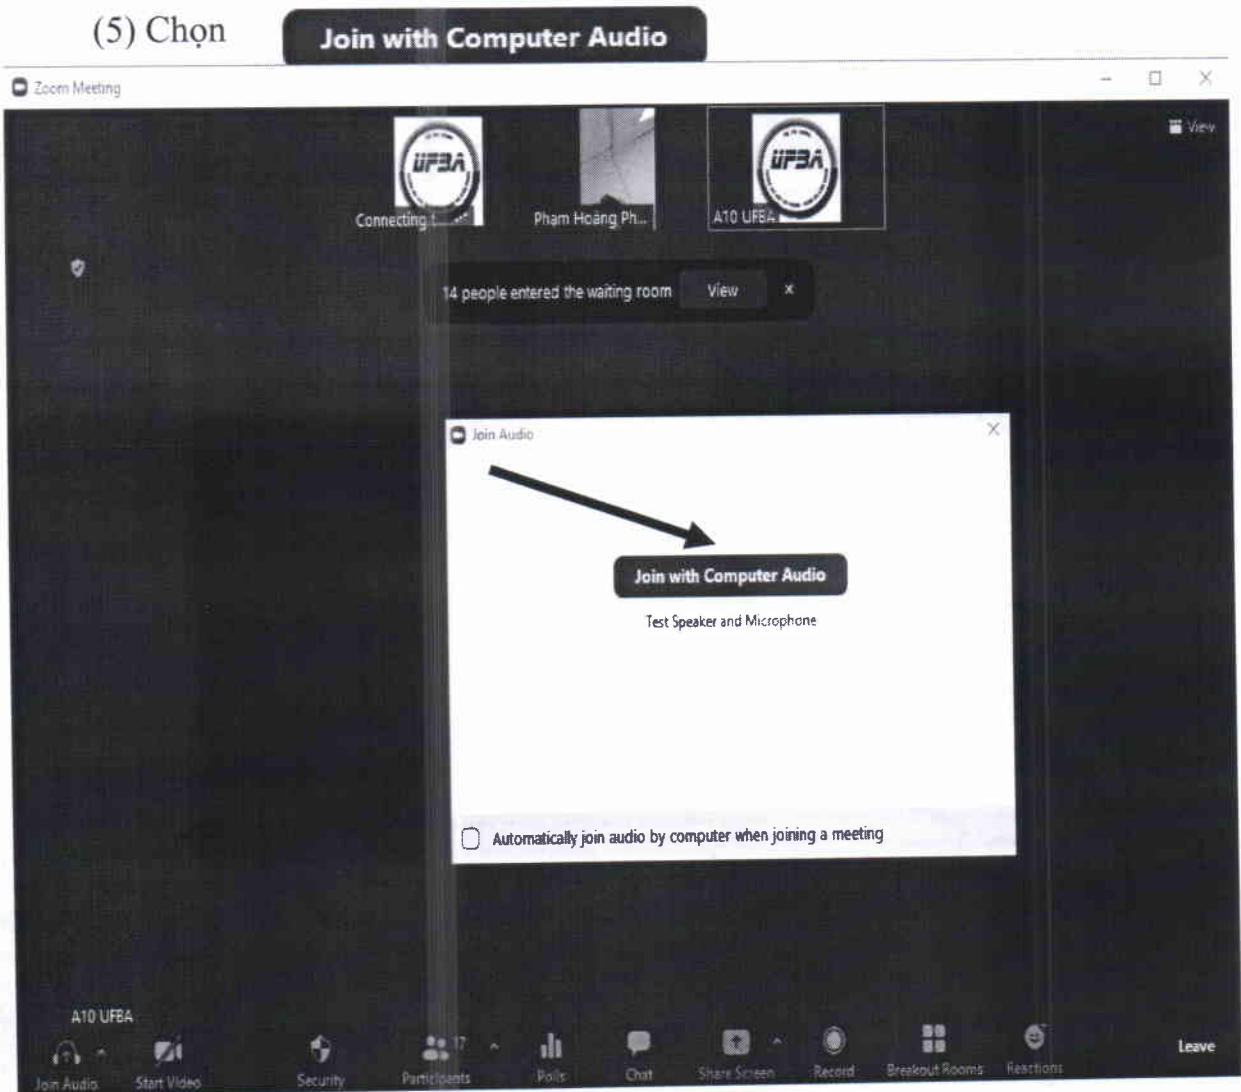 (5) Chọn Join with Computer Audio
Zoom Meeting
View
UFBA
UFBA
Connecting
Phạm Hoàng Ph...
A10 UFBA
14 people entered the waiting room View ×
Join Audio
Join with Computer Audio
Test Speaker and Microphone
Automatically join audio by computer when joining a meeting
A10 UFBA
17
Join Audio Start Video Security Participants Polls Chat Share Screen Record Breakout Rooms Reactions Leave